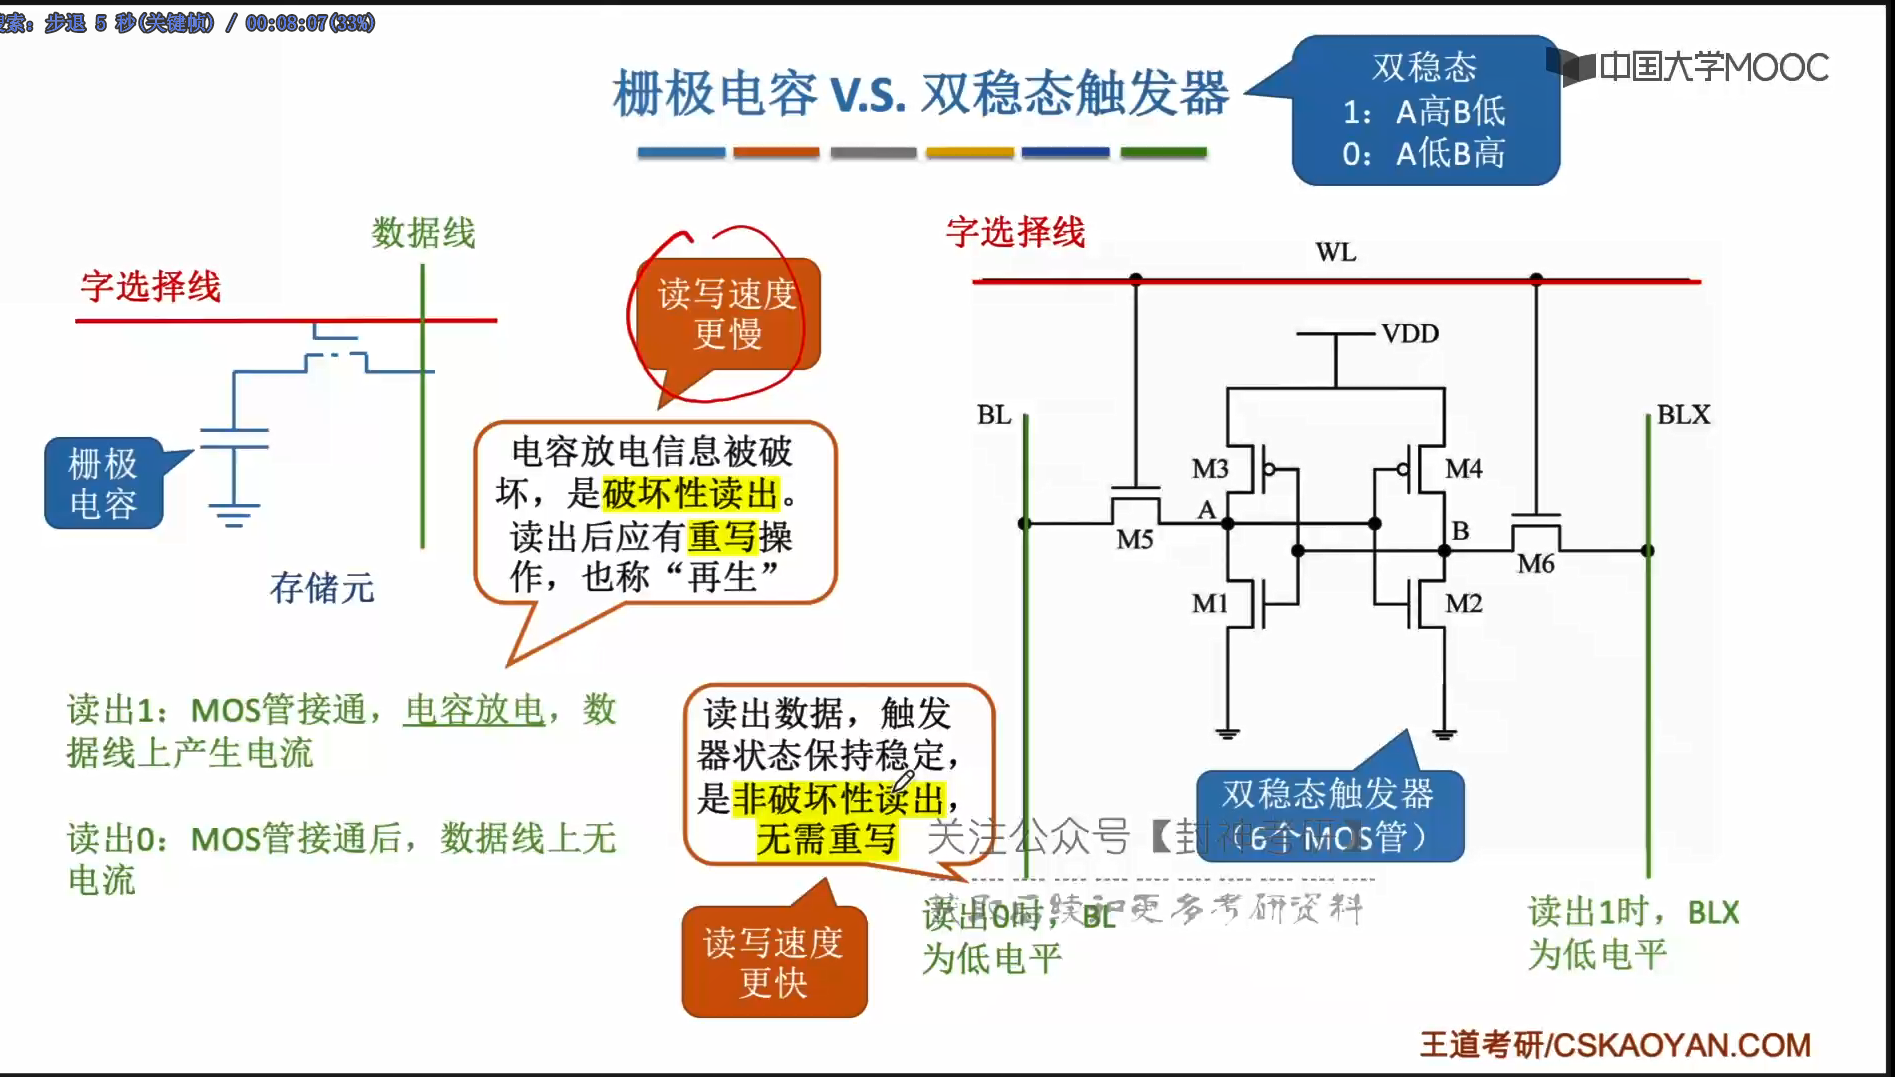 搜索：步退 5 秒(关键帧) / 00:08:07(33%)
栅极电容 V.S. 双稳态触发器
双稳态
1：A高B低
0：A低B高
中国大学MOOC
数据线
字选择线
读写速度
更慢
栅极
电容
存储元
电容放电信息被破
坏，是破坏性读出。
读出后应有重写操
作，也称“再生”
读出1：MOS管接通，电容放电，数
据线上产生电流
读出0：MOS管接通后，数据线上无
电流
读出数据，触发
器状态保持稳定，
是非破坏性读出，
无需重写
读写速度
更快
字选择线
WL
VDD
BL
BLX
M3
M4
A
B
M5
M6
M1
M2
双稳态触发器
（6个MOS管）
关注公众号【封神考研】
获取后续和更多考研资料
读出0时，BL
为低电平
读出1时，BLX
为低电平
王道考研/CSKAOYAN.COM